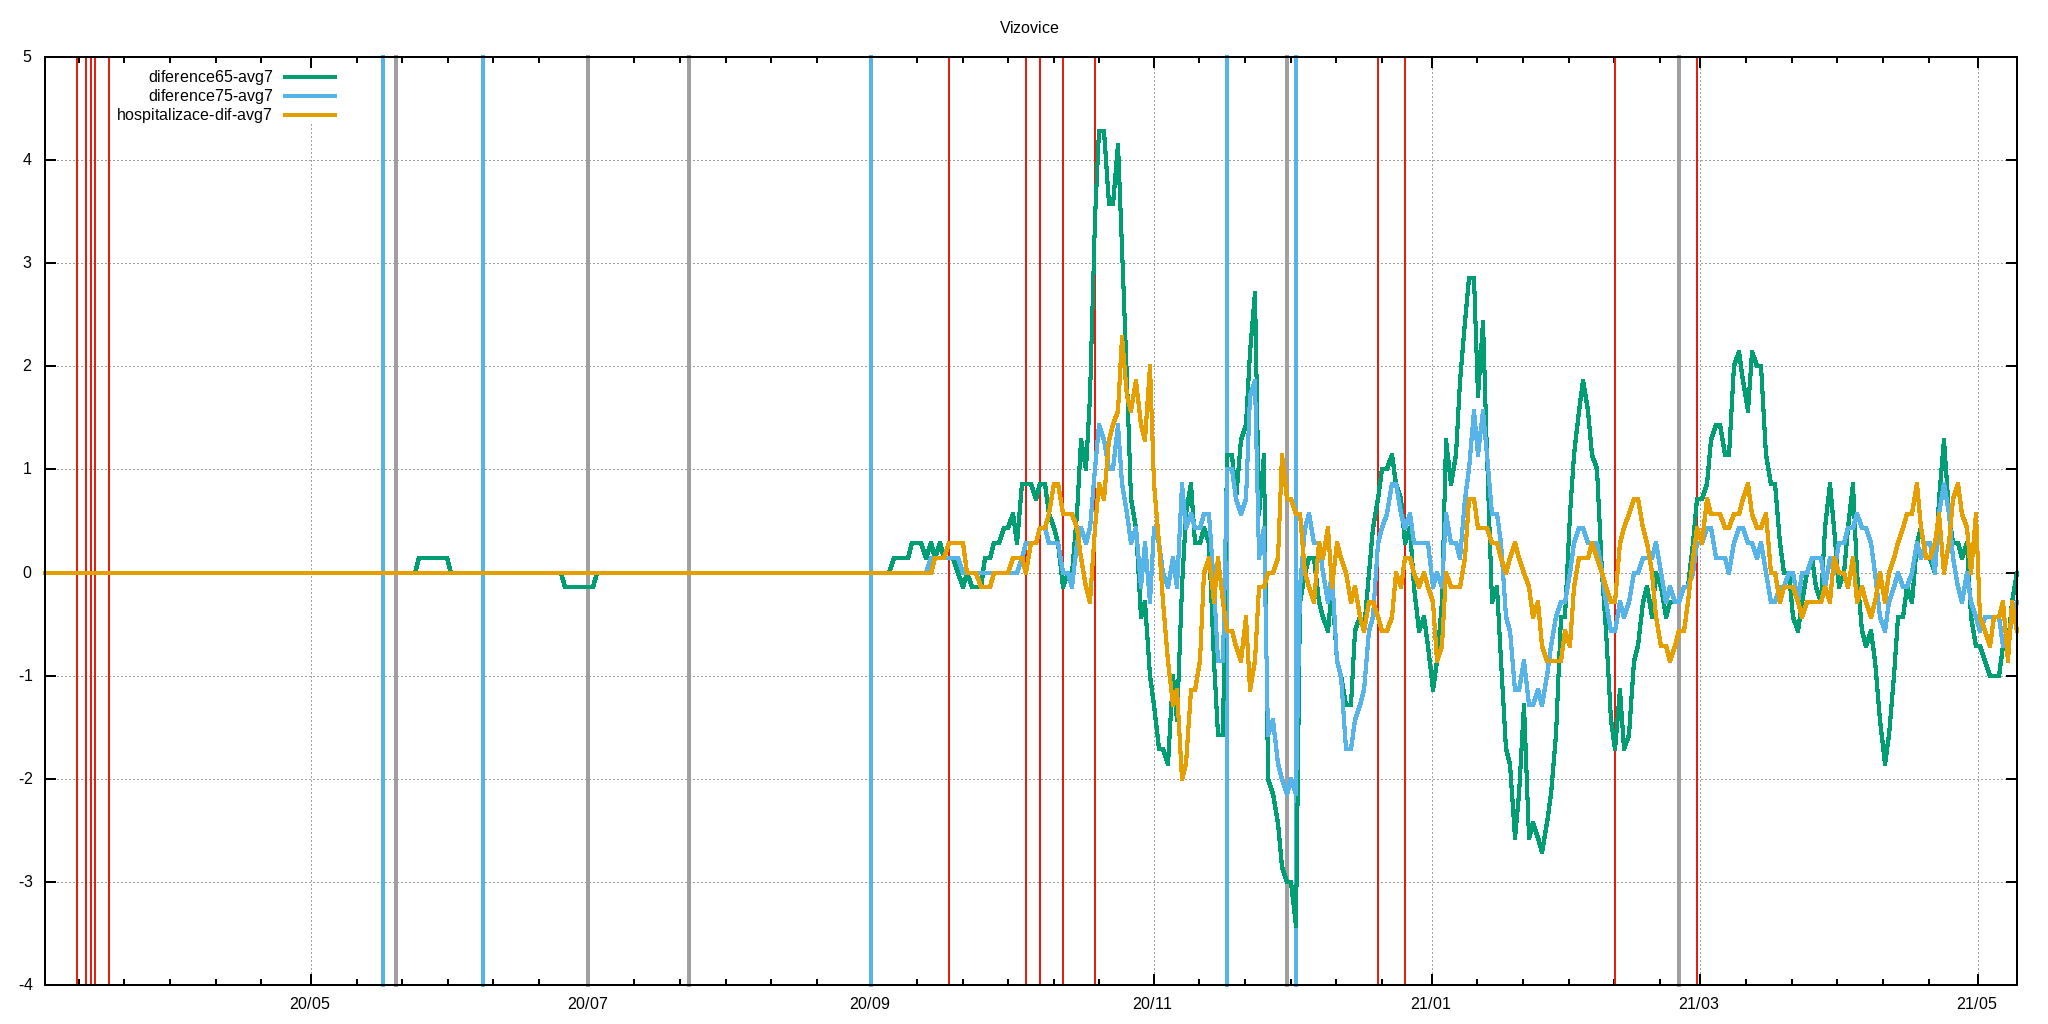 Vizovice
diference65-avg7
diference75-avg7
hospitalizace-dif-avg7
5
4
3
2
1
0
-1
-2
-3
-4
20/05 20/07 20/09 20/11 21/01 21/03 21/05